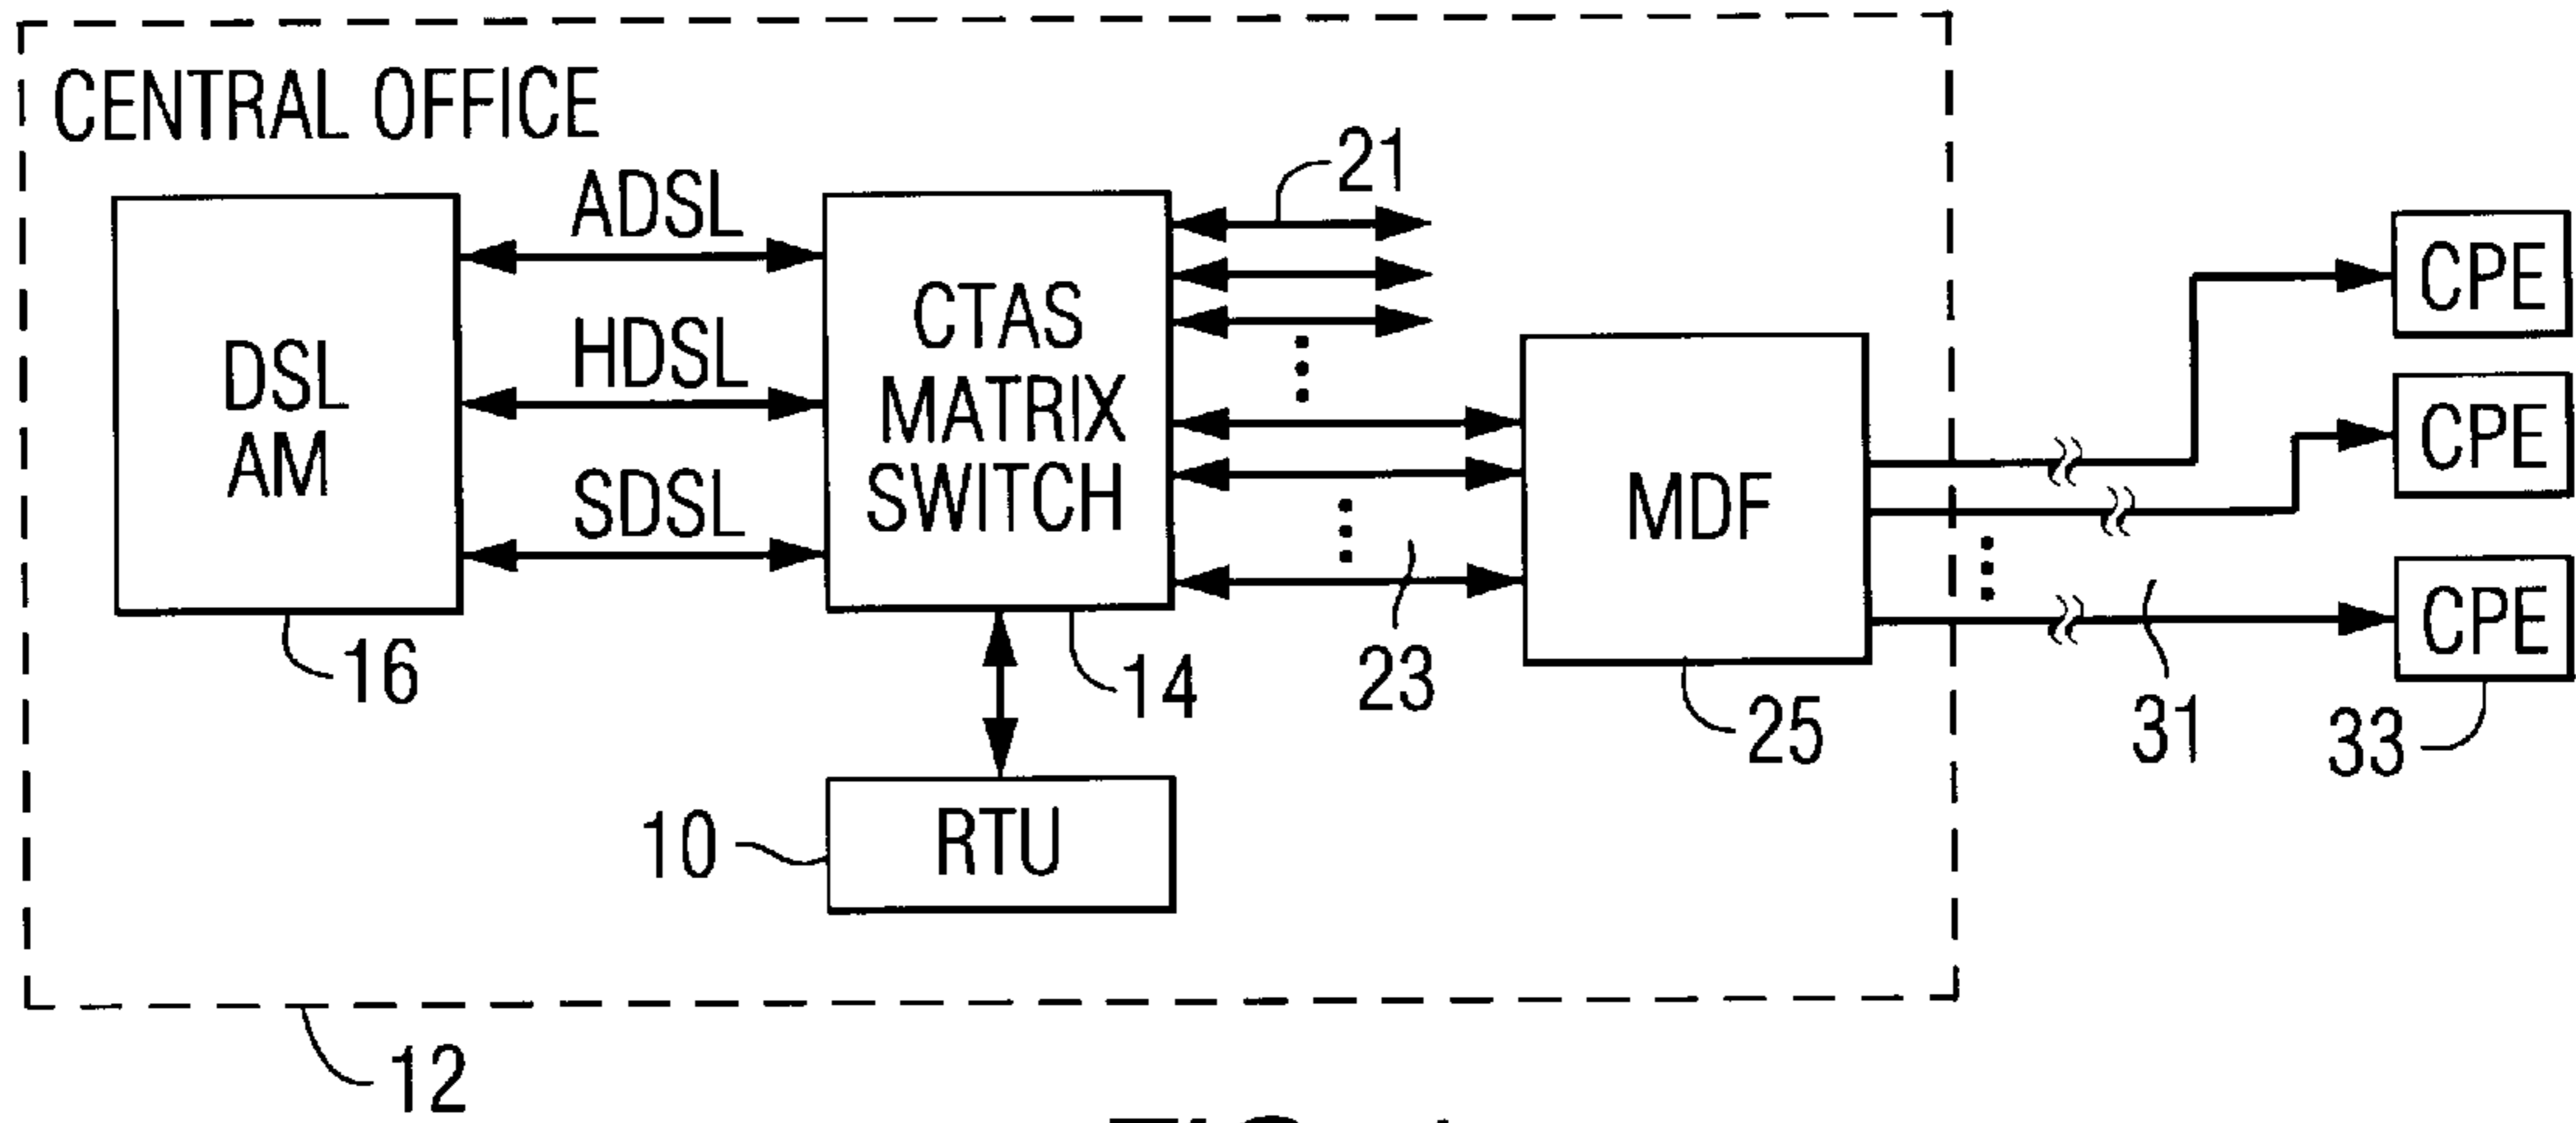 CENTRAL OFFICE
21
ADSL
CPE
CTAS
HDSL
DSL
MATRIX
CPE
AM
SDSL
SWITCH
MDF
CPE
16
14
23
25
31
33
10
RTU
12